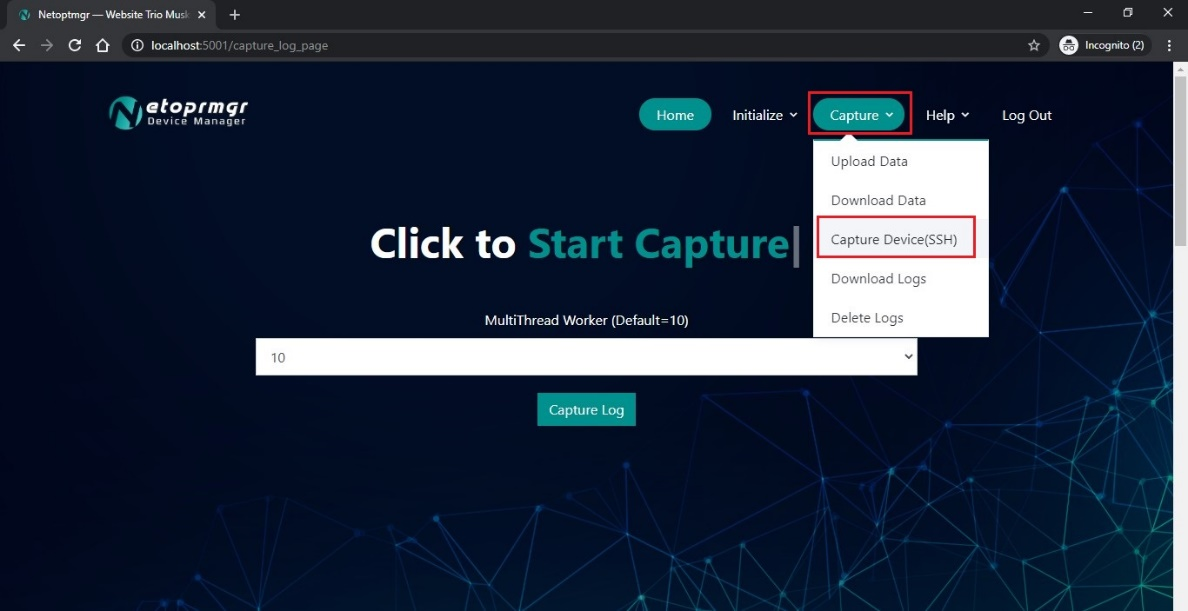 Netoptmgr — Website Trio Musk
localhost:5001/capture_log_page
Incognito (2)
Netoprmgr
Device Manager
Home
Initialize
Capture
Help
Log Out
Upload Data
Download Data
Capture Device(SSH)
Download Logs
Delete Logs
Click to Start Capture|
MultiThread Worker (Default=10)
10
Capture Log